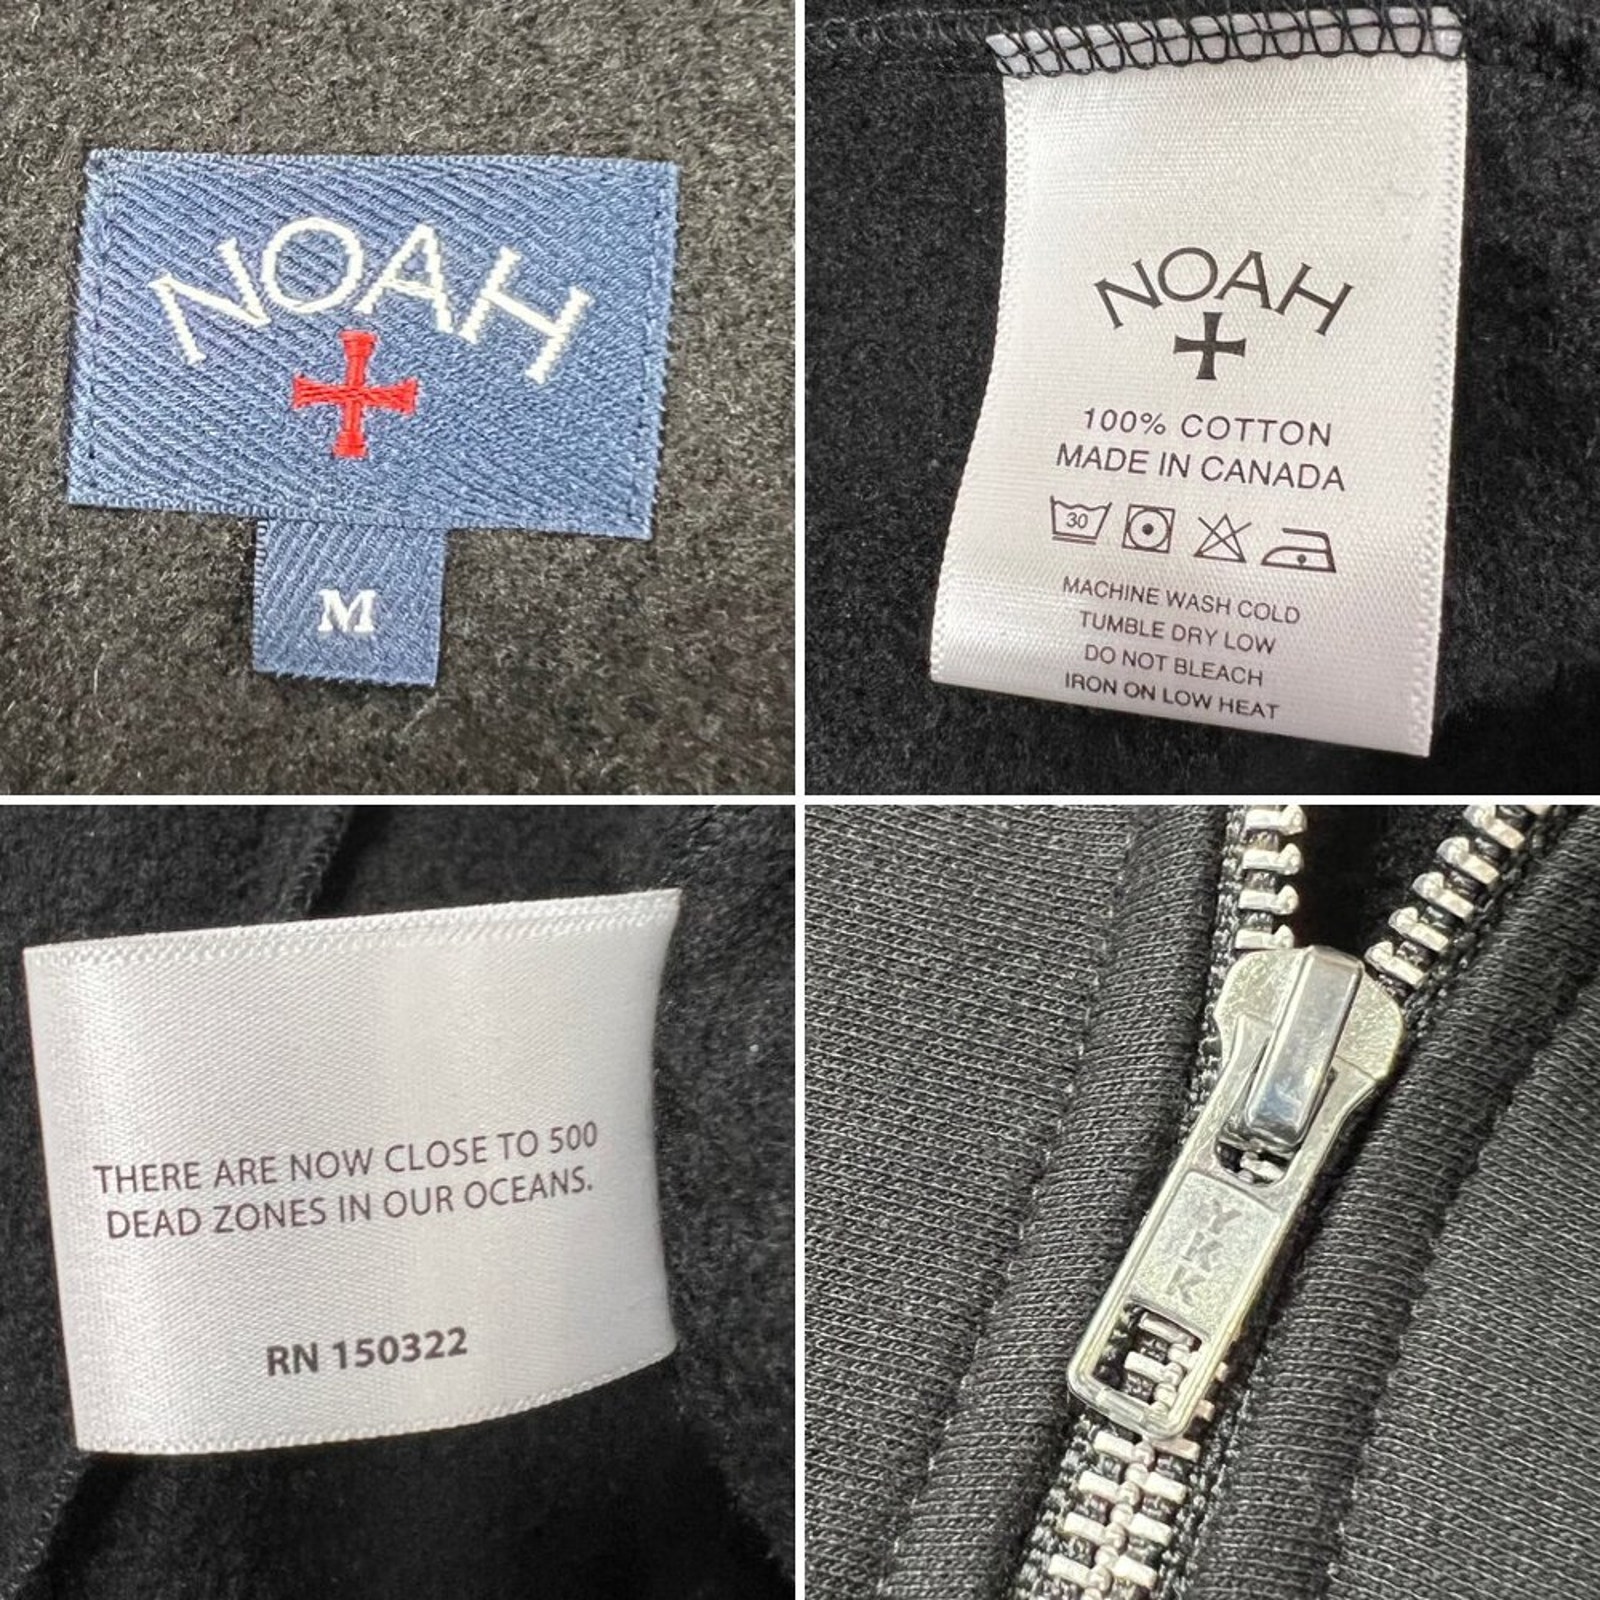 NOAH
M
NOAH
100% COTTON
MADE IN CANADA
30
MACHINE WASH COLD
TUMBLE DRY LOW
DO NOT BLEACH
IRON ON LOW HEAT
THERE ARE NOW CLOSE TO 500
DEAD ZONES IN OUR OCEANS.
RN 150322
YKK